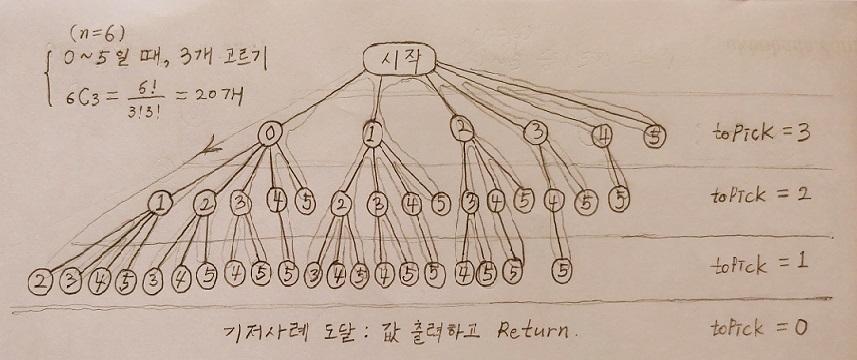 (n=6)
0~5일 때, 3개 고르기
6C3 = 6!/3!3! = 20개
시작
0 1 2 3 4 5 toPick = 3
1 2 3 4 5 2 3 4 5 3 4 5 4 5 5 toPick = 2
2 3 4 5 3 4 5 4 5 5 3 4 5 4 5 5 4 5 5 5 toPick = 1
기저사례 도달 : 값 출력하고 Return. toPick = 0